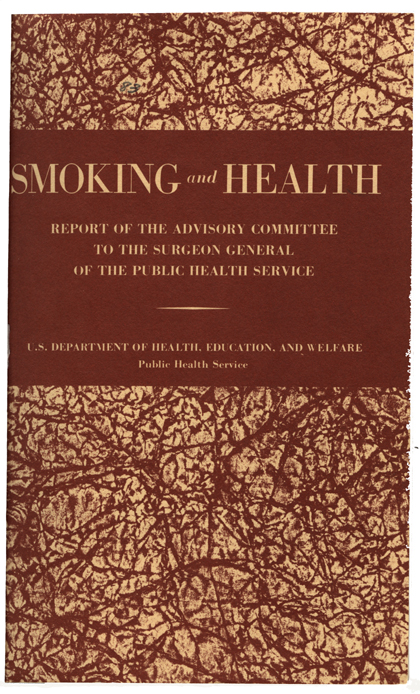 SMOKING and HEALTH
REPORT OF THE ADVISORY COMMITTEE
TO THE SURGEON GENERAL
OF THE PUBLIC HEALTH SERVICE
U.S. DEPARTMENT OF HEALTH, EDUCATION, AND WELFARE
Public Health Service